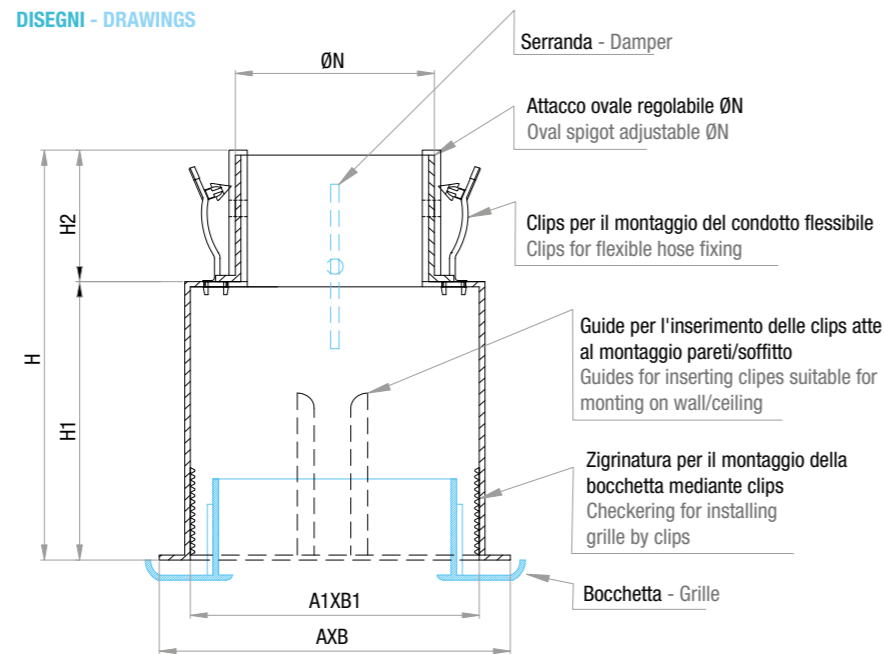 DISEGNI - DRAWINGS
Serranda - Damper
ØN
Attacco ovale regolabile ØN
Oval spigot adjustable ØN
H2
Clips per il montaggio del condotto flessibile
Clips for flexible hose fixing
Guide per l'inserimento delle clips atte
al montaggio pareti/soffitto
Guides for inserting clipes suitable for
monting on wall/ceiling
H
H1
Zigrinatura per il montaggio della
bocchetta mediante clips
Checkering for installing
grille by clips
Bocchetta - Grille
A1XB1
AXB